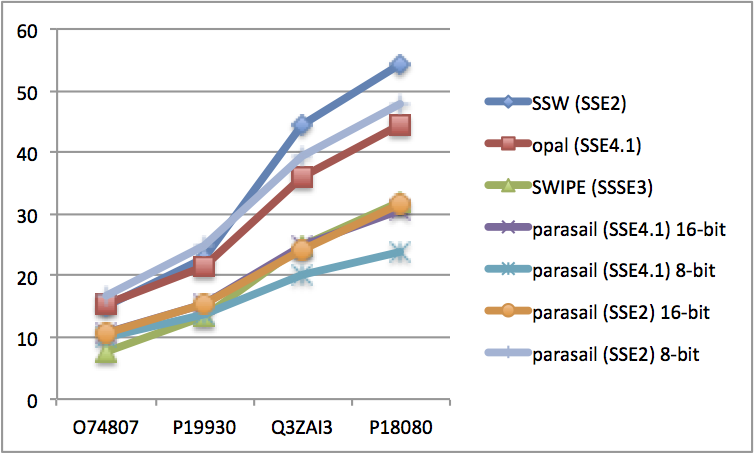 60
50
40
30
20
10
0
O74807 P19930 Q3ZAI3 P18080
SSW (SSE2)
opal (SSE4.1)
SWIPE (SSSE3)
parasail (SSE4.1) 16-bit
parasail (SSE4.1) 8-bit
parasail (SSE2) 16-bit
parasail (SSE2) 8-bit